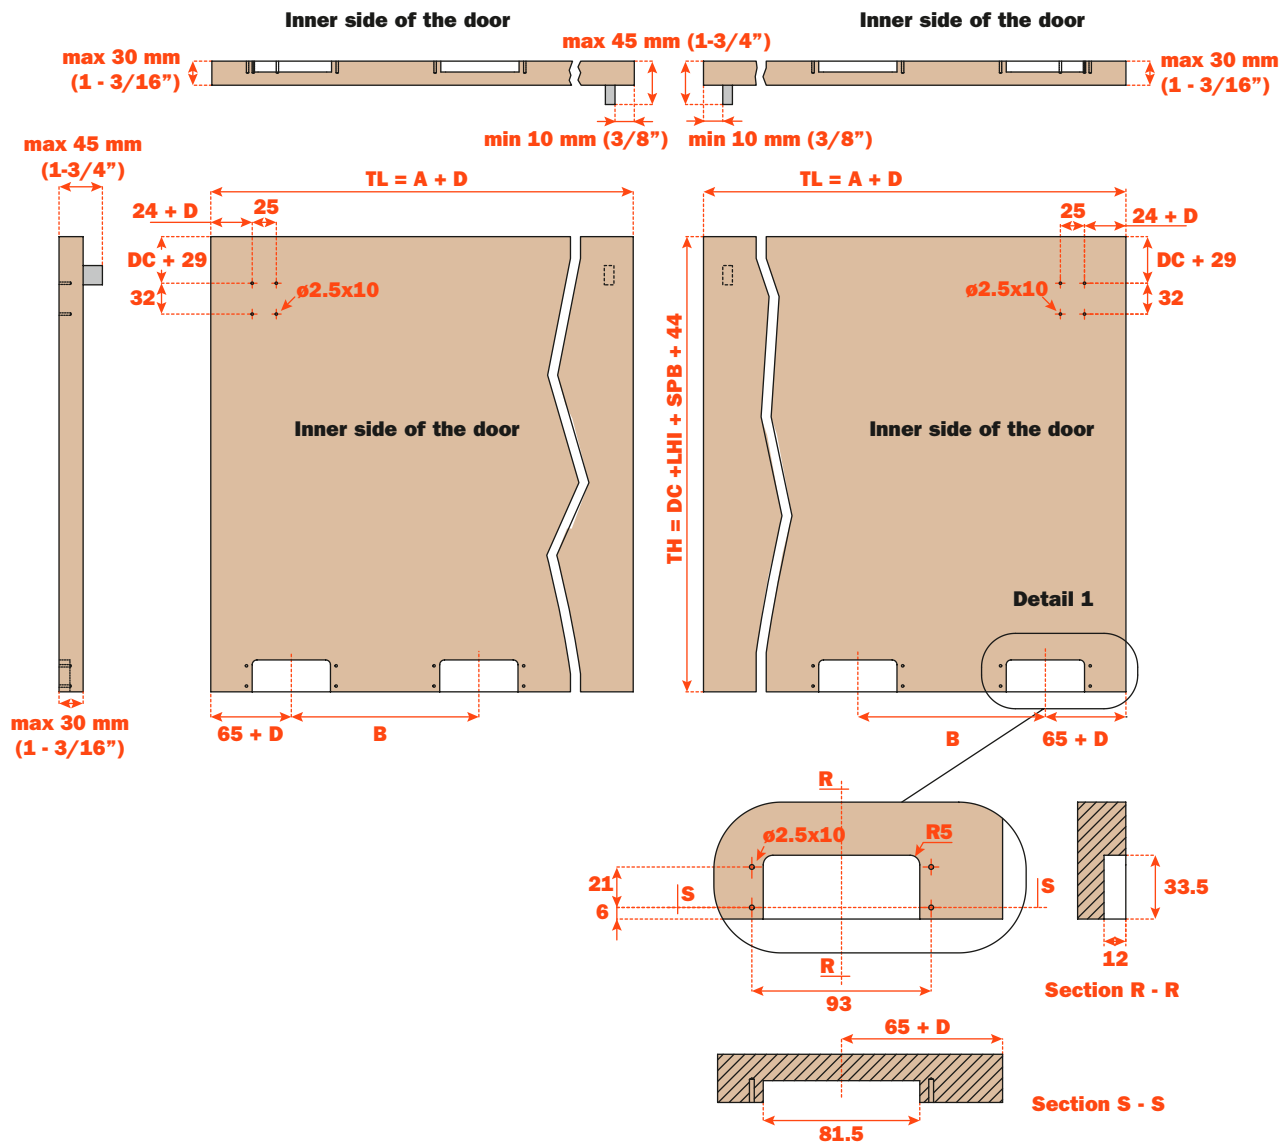 Inner side of the door
Inner side of the door
max 30 mm
(1 - 3/16”)
max 45 mm (1-3/4”)
max 30 mm
(1 - 3/16”)
min 10 mm (3/8”)
min 10 mm (3/8”)
max 45 mm
(1-3/4”)
TL = A + D
TL = A + D
24 + D
25
25
24 + D
DC + 29
DC + 29
32
ø2.5x10
ø2.5x10
32
TH = DC +LHI + SPB + 44
Inner side of the door
Inner side of the door
Detail 1
max 30 mm
(1 - 3/16”)
65 + D
B
B
65 + D
R
ø2.5x10
R5
21
S
S
6
33.5
R
12
93
Section R - R
65 + D
Section S - S
81.5